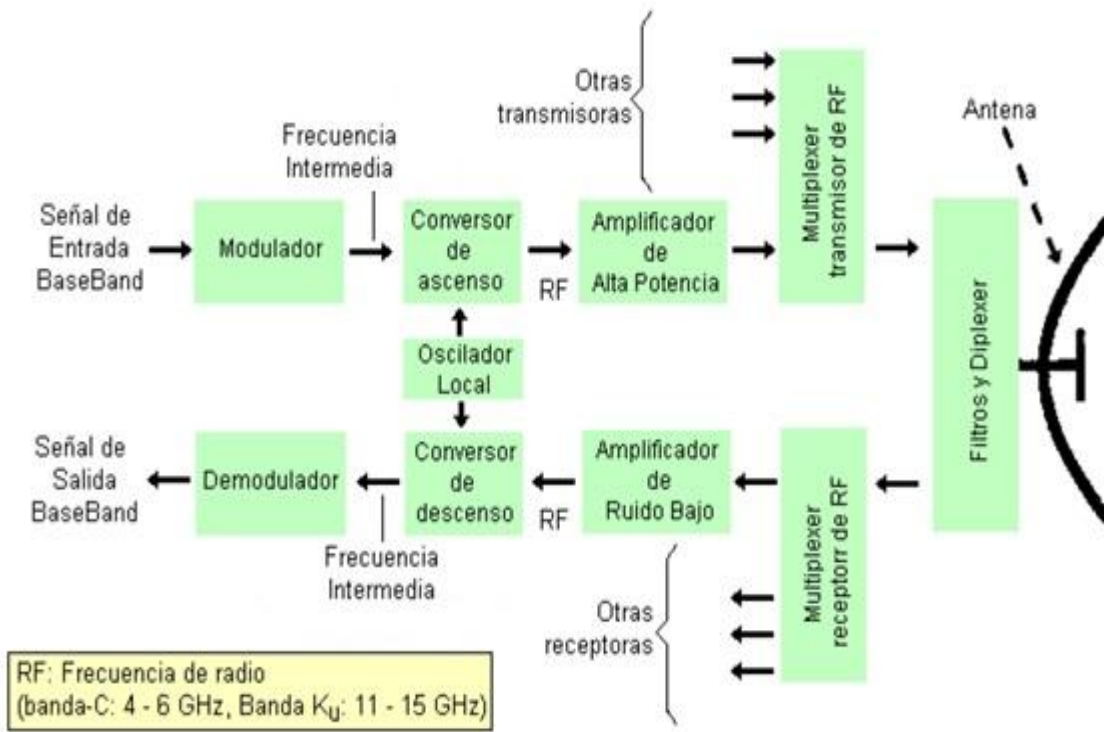 Otras
transmisoras
Multiplexer
transmisor de RF
Antena
Frecuencia
Intermedia
Señal de
Entrada
BaseBand
Modulador
Conversor
de
ascenso
RF
Amplificador
de
Alta Potencia
Oscilador
Local
Filtros y Diplexer
Señal de
Salida
BaseBand
Demodulador
Conversor
de
descenso
RF
Amplificador
de
Ruido Bajo
Multiplexer
receptorr de RF
Frecuencia
Intermedia
Otras
receptoras
RF: Frecuencia de radio
(banda-C: 4 - 6 GHz, Banda KU: 11 - 15 GHz)